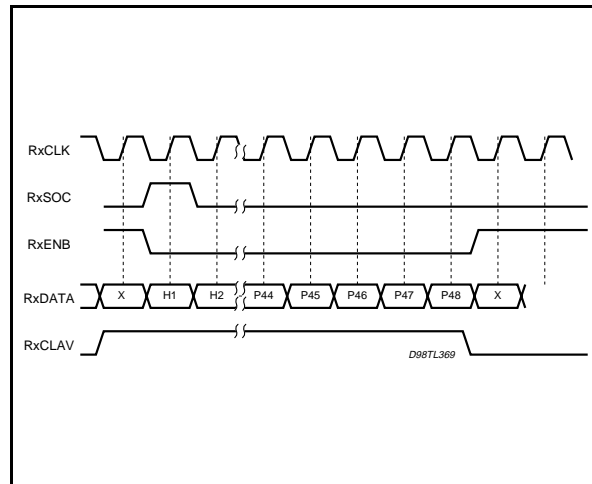 RxCLK
RxSOC
RxENB
RxDATA X H1 H2 P44 P45 P46 P47 P48 X
RxCLAV
D98TL369